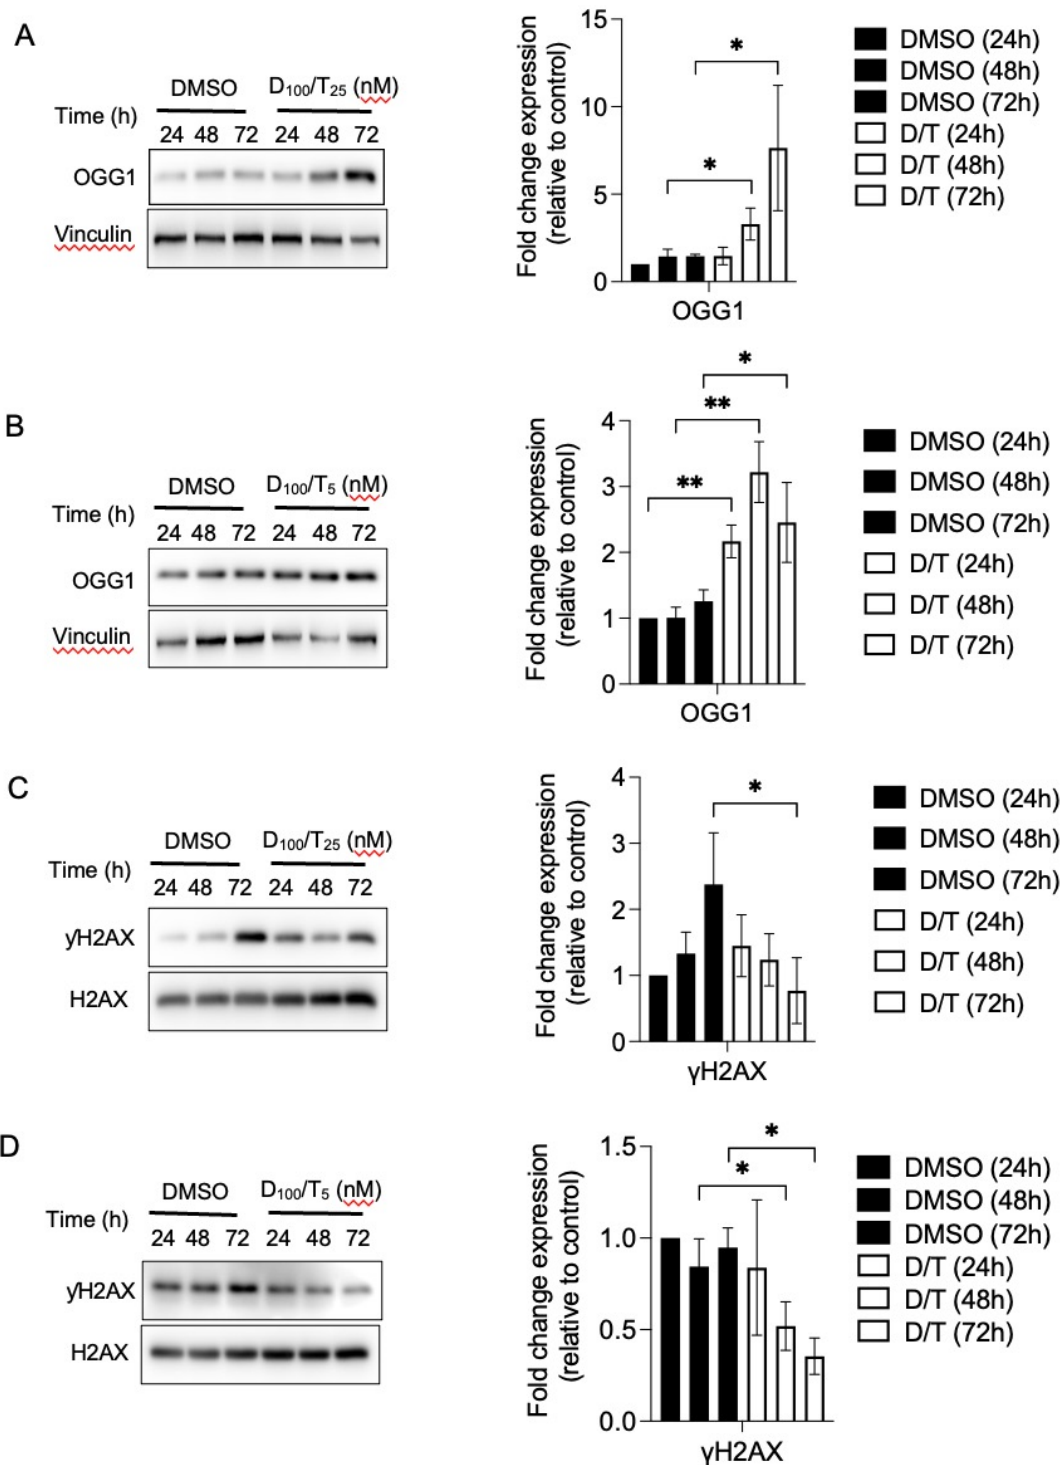 A
DMSO D₁₀₀/T₂₅ (nM)
Time (h)
24 48 72 24 48 72
OGG1
Vinculin
Fold change expression
(relative to control)
15
10
5
0
*
*
OGG1
DMSO (24h)
DMSO (48h)
DMSO (72h)
D/T (24h)
D/T (48h)
D/T (72h)
B
DMSO D₁₀₀/T₅ (nM)
Time (h)
24 48 72 24 48 72
OGG1
Vinculin
Fold change expression
(relative to control)
4
3
2
1
0
*
**
**
OGG1
DMSO (24h)
DMSO (48h)
DMSO (72h)
D/T (24h)
D/T (48h)
D/T (72h)
C
DMSO D₁₀₀/T₂₅ (nM)
Time (h)
24 48 72 24 48 72
yH2AX
H2AX
Fold change expression
(relative to control)
4
3
2
1
0
*
γH2AX
DMSO (24h)
DMSO (48h)
DMSO (72h)
D/T (24h)
D/T (48h)
D/T (72h)
D
DMSO D₁₀₀/T₅ (nM)
Time (h)
24 48 72 24 48 72
yH2AX
H2AX
Fold change expression
(relative to control)
1.5
1.0
0.5
0.0
*
*
γH2AX
DMSO (24h)
DMSO (48h)
DMSO (72h)
D/T (24h)
D/T (48h)
D/T (72h)